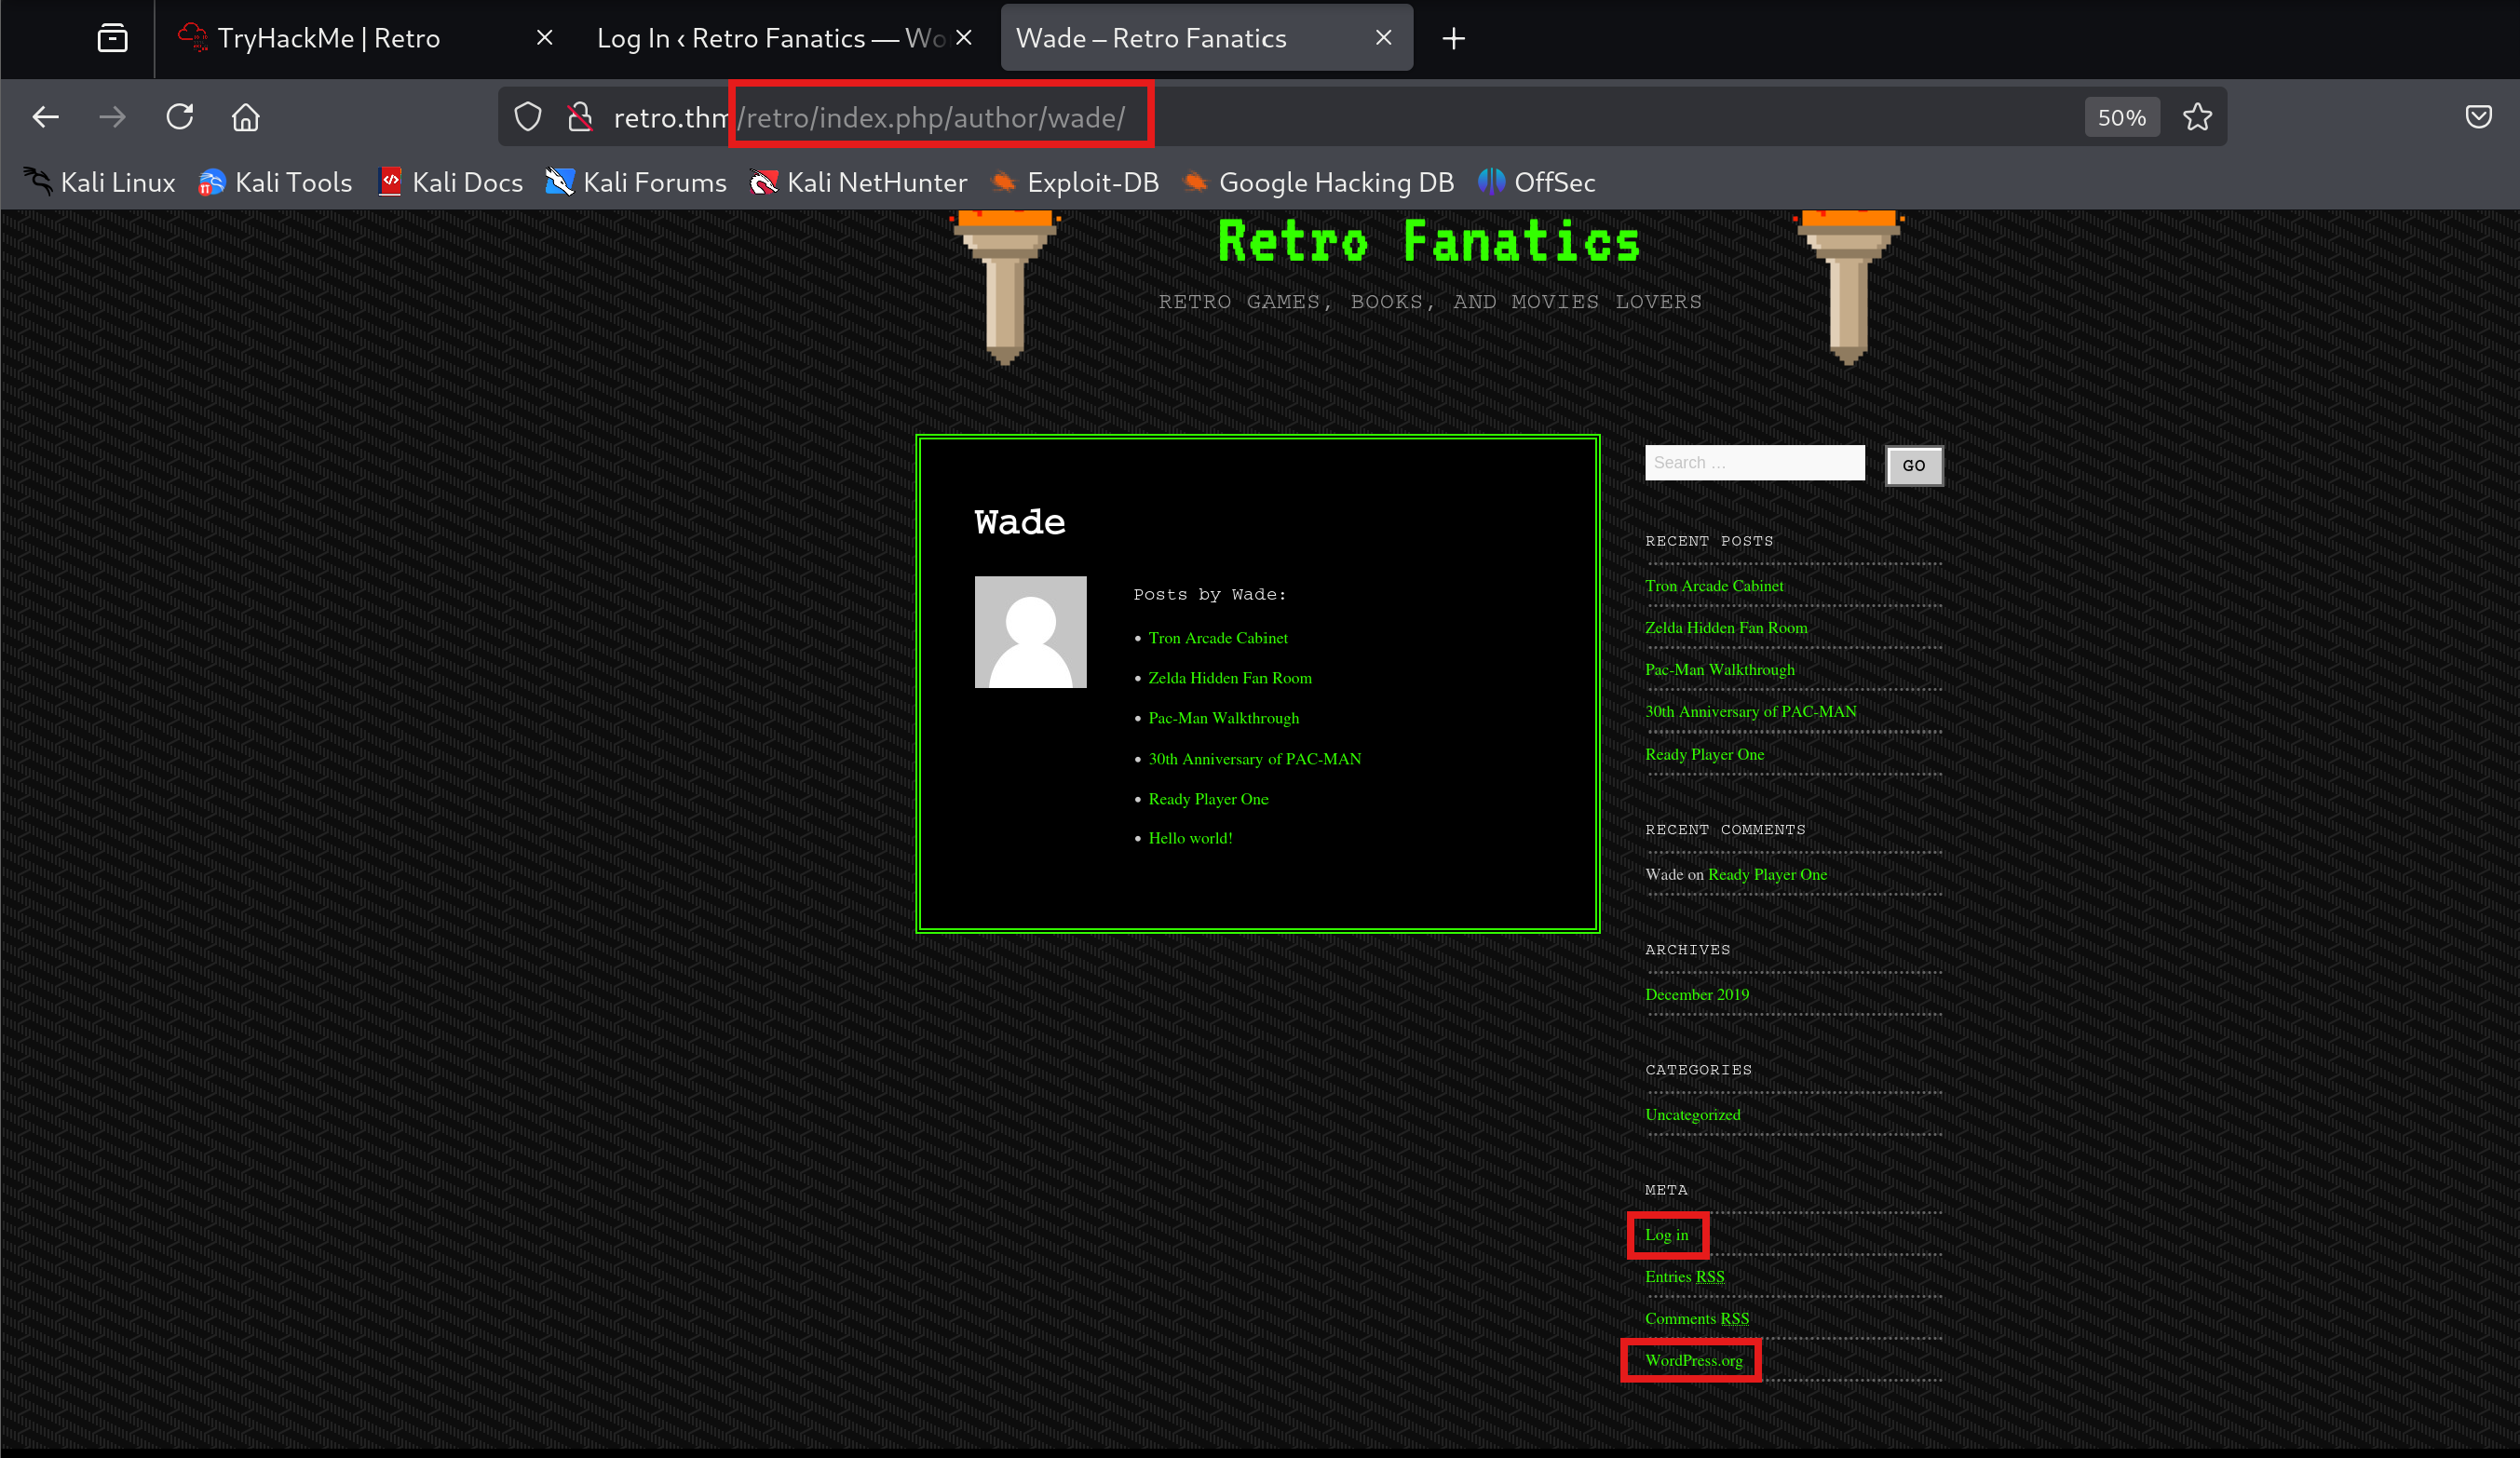 TryHackMe | Retro
Log In ‹ Retro Fanatics — Wo
Wade – Retro Fanatics
retro.thm/retro/index.php/author/wade/
50%
Kali Linux
Kali Tools
Kali Docs
Kali Forums
Kali NetHunter
Exploit-DB
Google Hacking DB
OffSec
Retro Fanatics
RETRO GAMES, BOOKS, AND MOVIES LOVERS
Wade
Posts by Wade:
Tron Arcade Cabinet
Zelda Hidden Fan Room
Pac-Man Walkthrough
30th Anniversary of PAC-MAN
Ready Player One
Hello world!
Search …
GO
RECENT POSTS
Tron Arcade Cabinet
Zelda Hidden Fan Room
Pac-Man Walkthrough
30th Anniversary of PAC-MAN
Ready Player One
RECENT COMMENTS
Wade on Ready Player One
ARCHIVES
December 2019
CATEGORIES
Uncategorized
META
Log in
Entries RSS
Comments RSS
WordPress.org